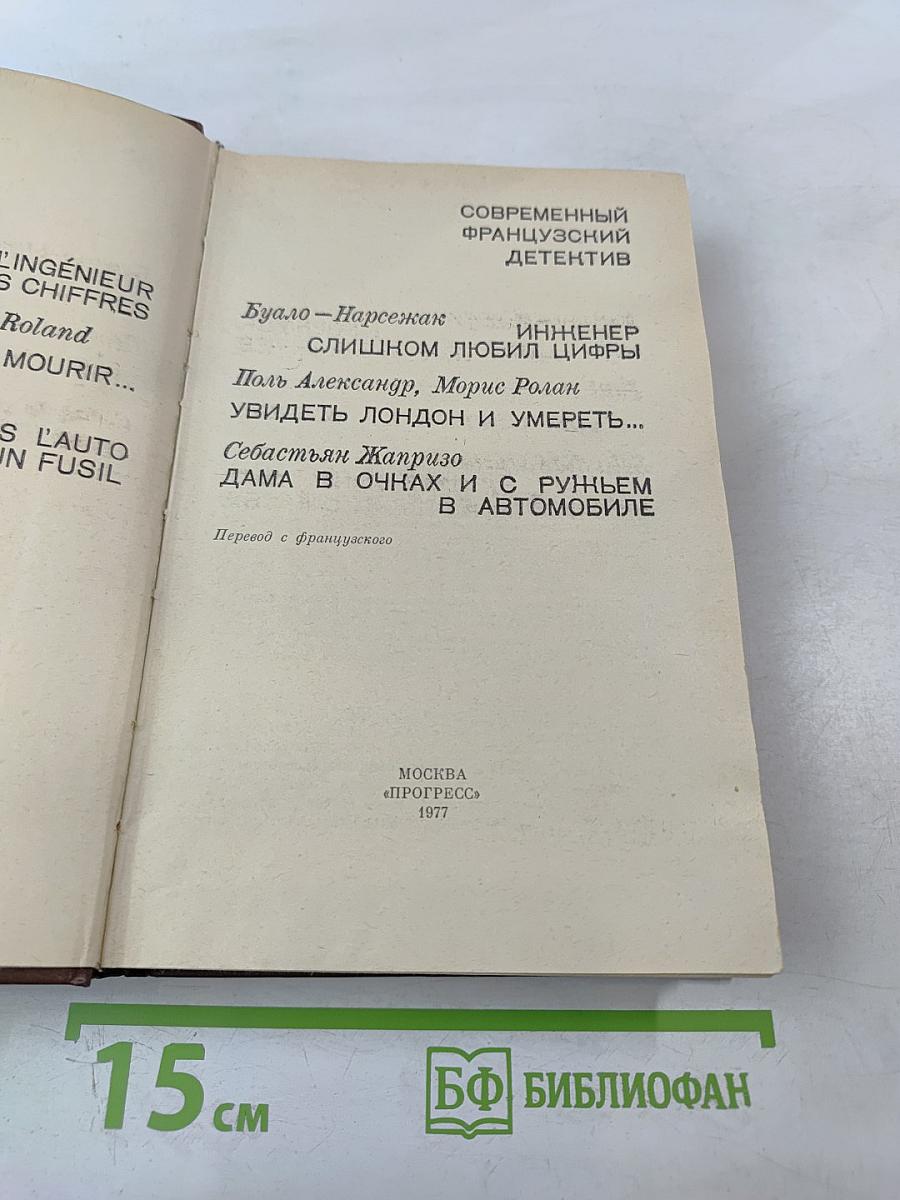 L'INGÉNIEUR
S CHIFFRES
Roland
MOURIR...
S L'AUTO
UN FUSIL
СОВРЕМЕННЫЙ
ФРАНЦУЗСКИЙ
ДЕТЕКТИВ
Буало—Нарсежак
ИНЖЕНЕР
СЛИШКОМ ЛЮБИЛ ЦИФРЫ
Поль Александр, Морис Ролан
УВИДЕТЬ ЛОНДОН И УМЕРЕТЬ...
Себастьян Жапризо
ДАМА В ОЧКАХ И С РУЖЬЕМ
В АВТОМОБИЛЕ
Перевод с французского
МОСКВА
«ПРОГРЕСС»
1977
15 см
БФ БИБЛИОФАН